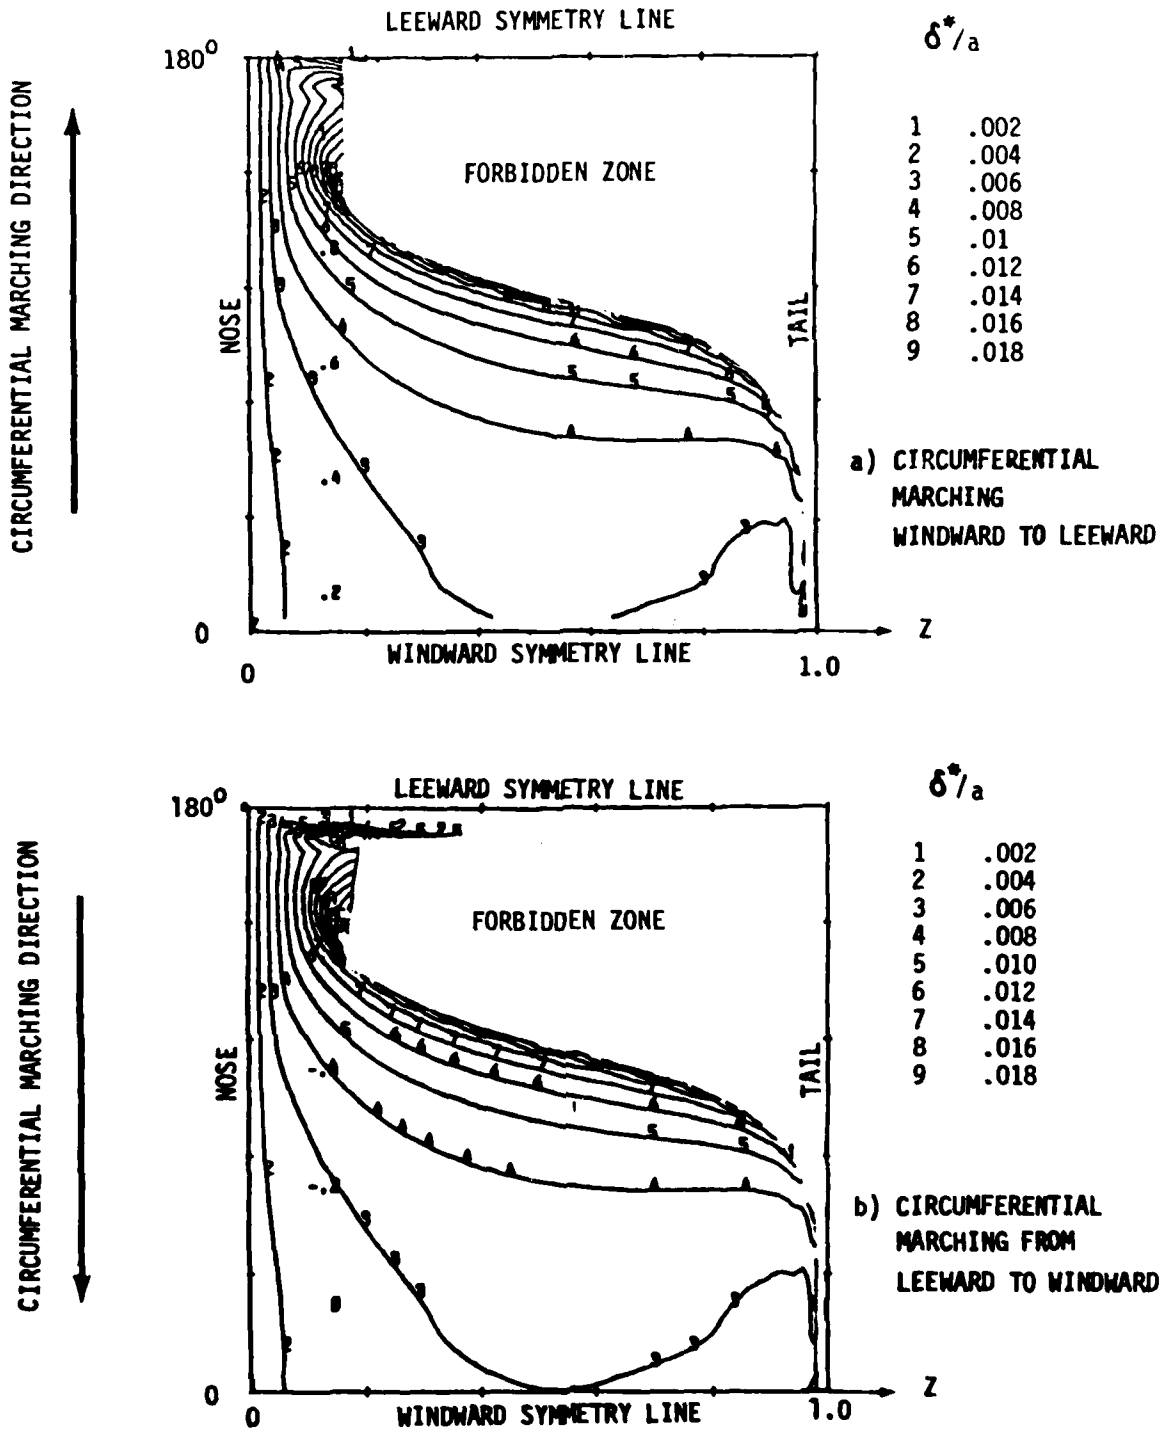 LEEWARD SYMMETRY LINE
δ*/a
180°
1 .002
2 .004
3 .006
4 .008
5 .01
6 .012
7 .014
8 .016
9 .018
FORBIDDEN ZONE
CIRCUMFERENTIAL MARCHING DIRECTION
NOSE
TAIL
.6
.4
.2
a) CIRCUMFERENTIAL
MARCHING
WINDWARD TO LEEWARD
0
Z
WINDWARD SYMMETRY LINE
0
1.0
LEEWARD SYMMETRY LINE
δ*/a
180°
1 .002
2 .004
3 .006
4 .008
5 .010
6 .012
7 .014
8 .016
9 .018
FORBIDDEN ZONE
CIRCUMFERENTIAL MARCHING DIRECTION
NOSE
TAIL
b) CIRCUMFERENTIAL
MARCHING FROM
LEEWARD TO WINDWARD
0
Z
0
WINDWARD SYMMETRY LINE
1.0